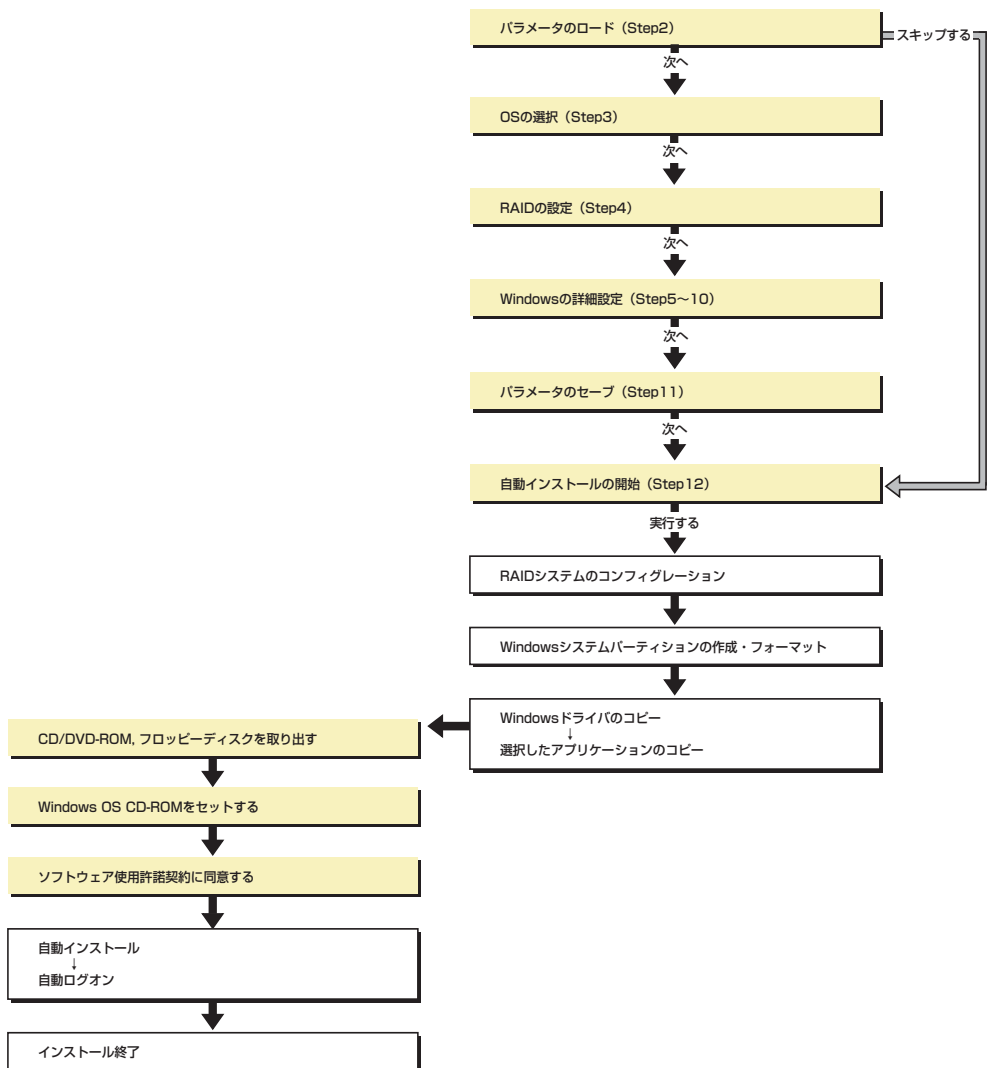 パラメータのロード（Step2）
スキップする
次へ
OSの選択（Step3）
次へ
RAIDの設定（Step4）
次へ
Windowsの詳細設定（Step5～10）
次へ
パラメータのセーブ（Step11）
次へ
自動インストールの開始（Step12）
実行する
RAIDシステムのコンフィグレーション
Windowsシステムパーティションの作成・フォーマット
Windowsドライバのコピー
↓
選択したアプリケーションのコピー
CD/DVD-ROM, フロッピーディスクを取り出す
Windows OS CD-ROMをセットする
ソフトウェア使用許諾契約に同意する
自動インストール
↓
自動ログオン
インストール終了